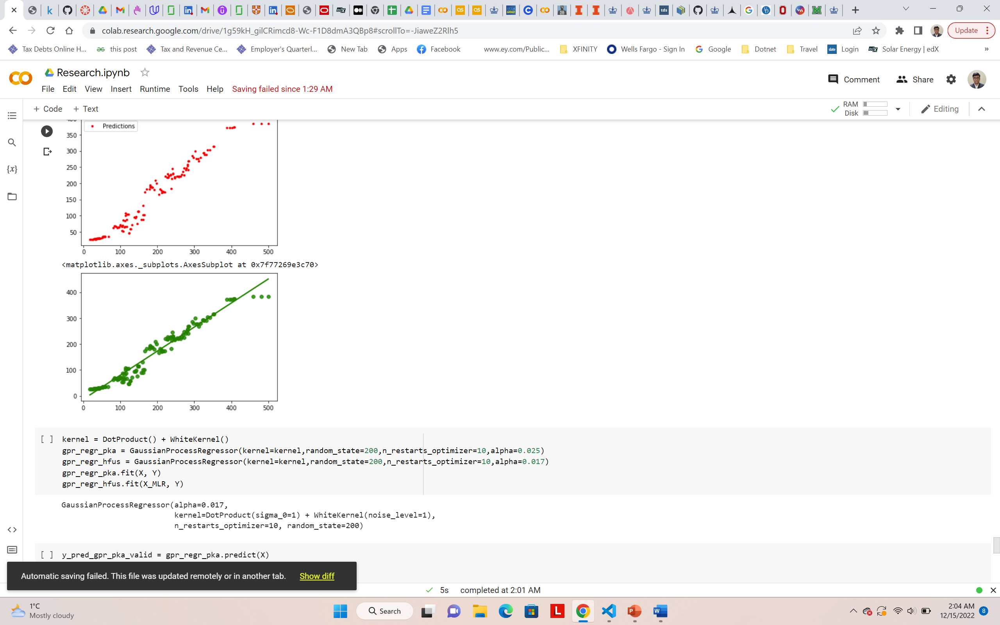 colab.research.google.com/drive/1g59kH_gilCRimcd8-Wc-F1D8dmA3QBp8#scrollTo=-JiaweZ2Rlh5
Update
Tax Debts Online H... this post Tax and Revenue Ce... Employer's Quarterl... New Tab Apps Facebook www.ey.com/Public... XFINITY Wells Fargo - Sign In Google Dotnet Travel Login Solar Energy | edX »
Research.ipynb
Comment Share
File Edit View Insert Runtime Tools Help Saving failed since 1:29 AM
+ Code + Text
RAM
Disk
Editing
Predictions
350
300
250
200
150
100
50
0 100 200 300 400 500
<matplotlib.axes._subplots.AxesSubplot at 0x7f77269e3c70>
400
300
200
100
0
0 100 200 300 400 500
[ ] kernel = DotProduct() + WhiteKernel()
gpr_regr_pka = GaussianProcessRegressor(kernel=kernel,random_state=200,n_restarts_optimizer=10,alpha=0.025)
gpr_regr_hfus = GaussianProcessRegressor(kernel=kernel,random_state=200,n_restarts_optimizer=10,alpha=0.017)
gpr_regr_pka.fit(X, Y)
gpr_regr_hfus.fit(X_MLR, Y)
GaussianProcessRegressor(alpha=0.017,
kernel=DotProduct(sigma_0=1) + WhiteKernel(noise_level=1),
n_restarts_optimizer=10, random_state=200)
[ ] y_pred_gpr_pka_valid = gpr_regr_pka.predict(X)
Automatic saving failed. This file was updated remotely or in another tab. Show diff
5s completed at 2:01 AM
1°C
Mostly cloudy
Search
2:04 AM
12/15/2022
8